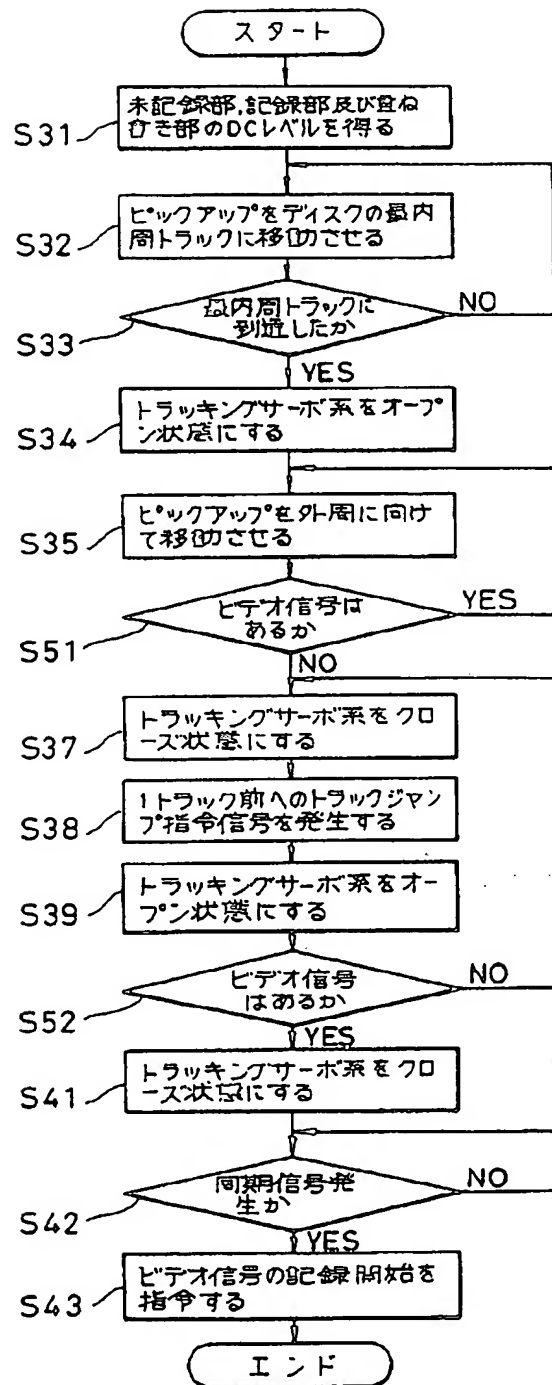 スタート
未記録部,記録部及び重ね
びき部のDCレベルを得る
S31
ピックアップをディスクの最内
周トラックに移動させる
S32
最内周トラックに
到達したか
NO
S33
YES
トラッキングサーボ系をオープ
ン状態にする
S34
ピックアップを外周に向け
て移動させる
S35
ビデオ信号は
あるか
YES
S51
NO
トラッキングサーボ系をクロ
ーズ状態にする
S37
1トラック前へのトラックジャン
プ指令信号を発生する
S38
トラッキングサーボ系をオー
プン状態にする
S39
ビデオ信号
はあるか
NO
S52
YES
トラッキングサーボ系をクロ
ーズ状態にする
S41
同期信号発
生か
NO
S42
YES
ビデオ信号の記録開始を
指令する
S43
エンド